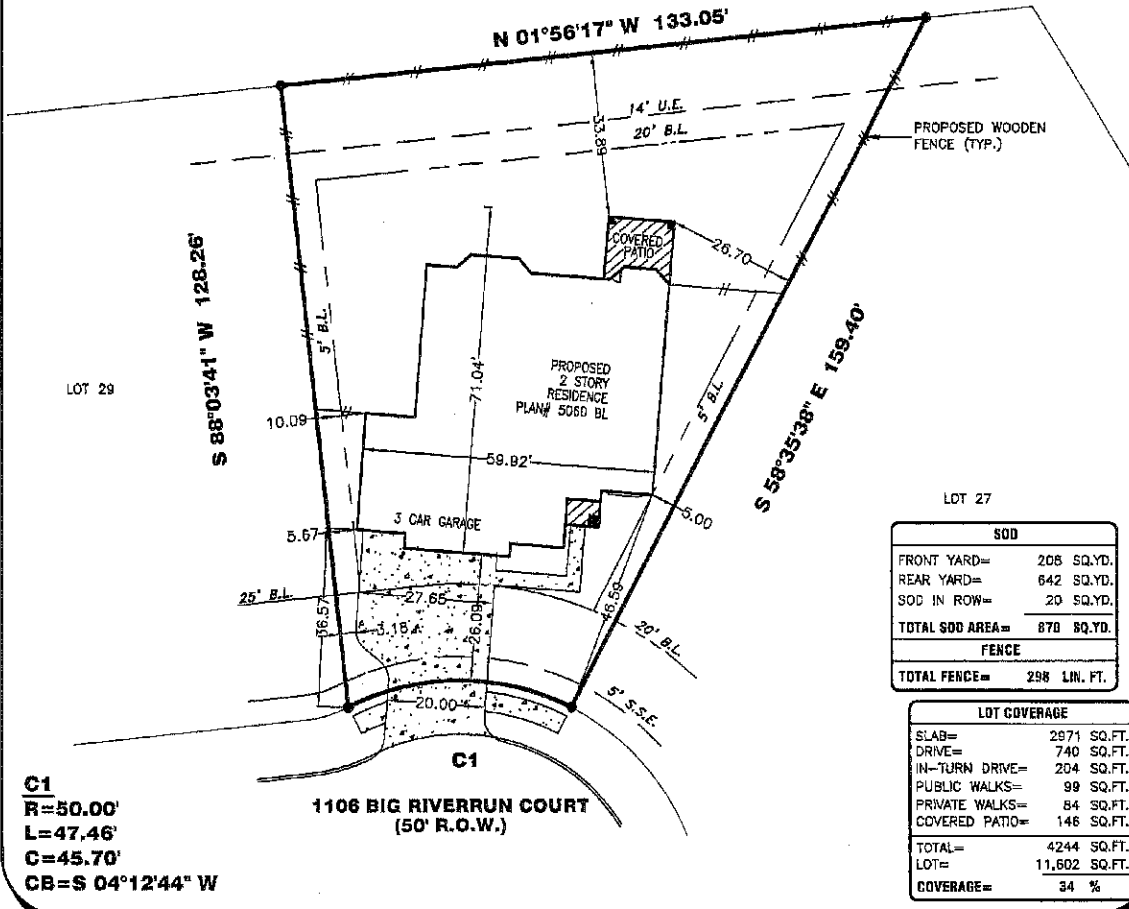 N 01°56'17" W 133.05'
14' U.E.
20' B.L.
33.89
PROPOSED WOODEN
FENCE (TYP.)
COVERED
PATIO
26.70
S 88°03'41" W 128.26'
5' B.L.
71.04'
PROPOSED
2 STORY
RESIDENCE
PLAN# 5060 BL
LOT 29
10.09
59.92'
5' B.L.
S 58°35'38" E 159.40'
LOT 27
3 CAR GARAGE
5.00
5.67
25' B.L.
27.65
36.57
3.18
26.09
46.59
20' B.L.
20.00
5' S.S.E.
C1
1106 BIG RIVERRUN COURT
(50' R.O.W.)
C1
R=50.00'
L=47.46'
C=45.70'
CB=S 04°12'44" W
SOD
FRONT YARD= 208 SQ.YD.
REAR YARD= 642 SQ.YD.
SOD IN ROW= 20 SQ.YD.
TOTAL SOD AREA= 870 SQ.YD.
FENCE
TOTAL FENCE= 298 LIN. FT.
LOT COVERAGE
SLAB= 2971 SQ.FT.
DRIVE= 740 SQ.FT.
IN-TURN DRIVE= 204 SQ.FT.
PUBLIC WALKS= 99 SQ.FT.
PRIVATE WALKS= 84 SQ.FT.
COVERED PATIO= 146 SQ.FT.
TOTAL= 4244 SQ.FT.
LOT= 11,602 SQ.FT.
COVERAGE= 34 %